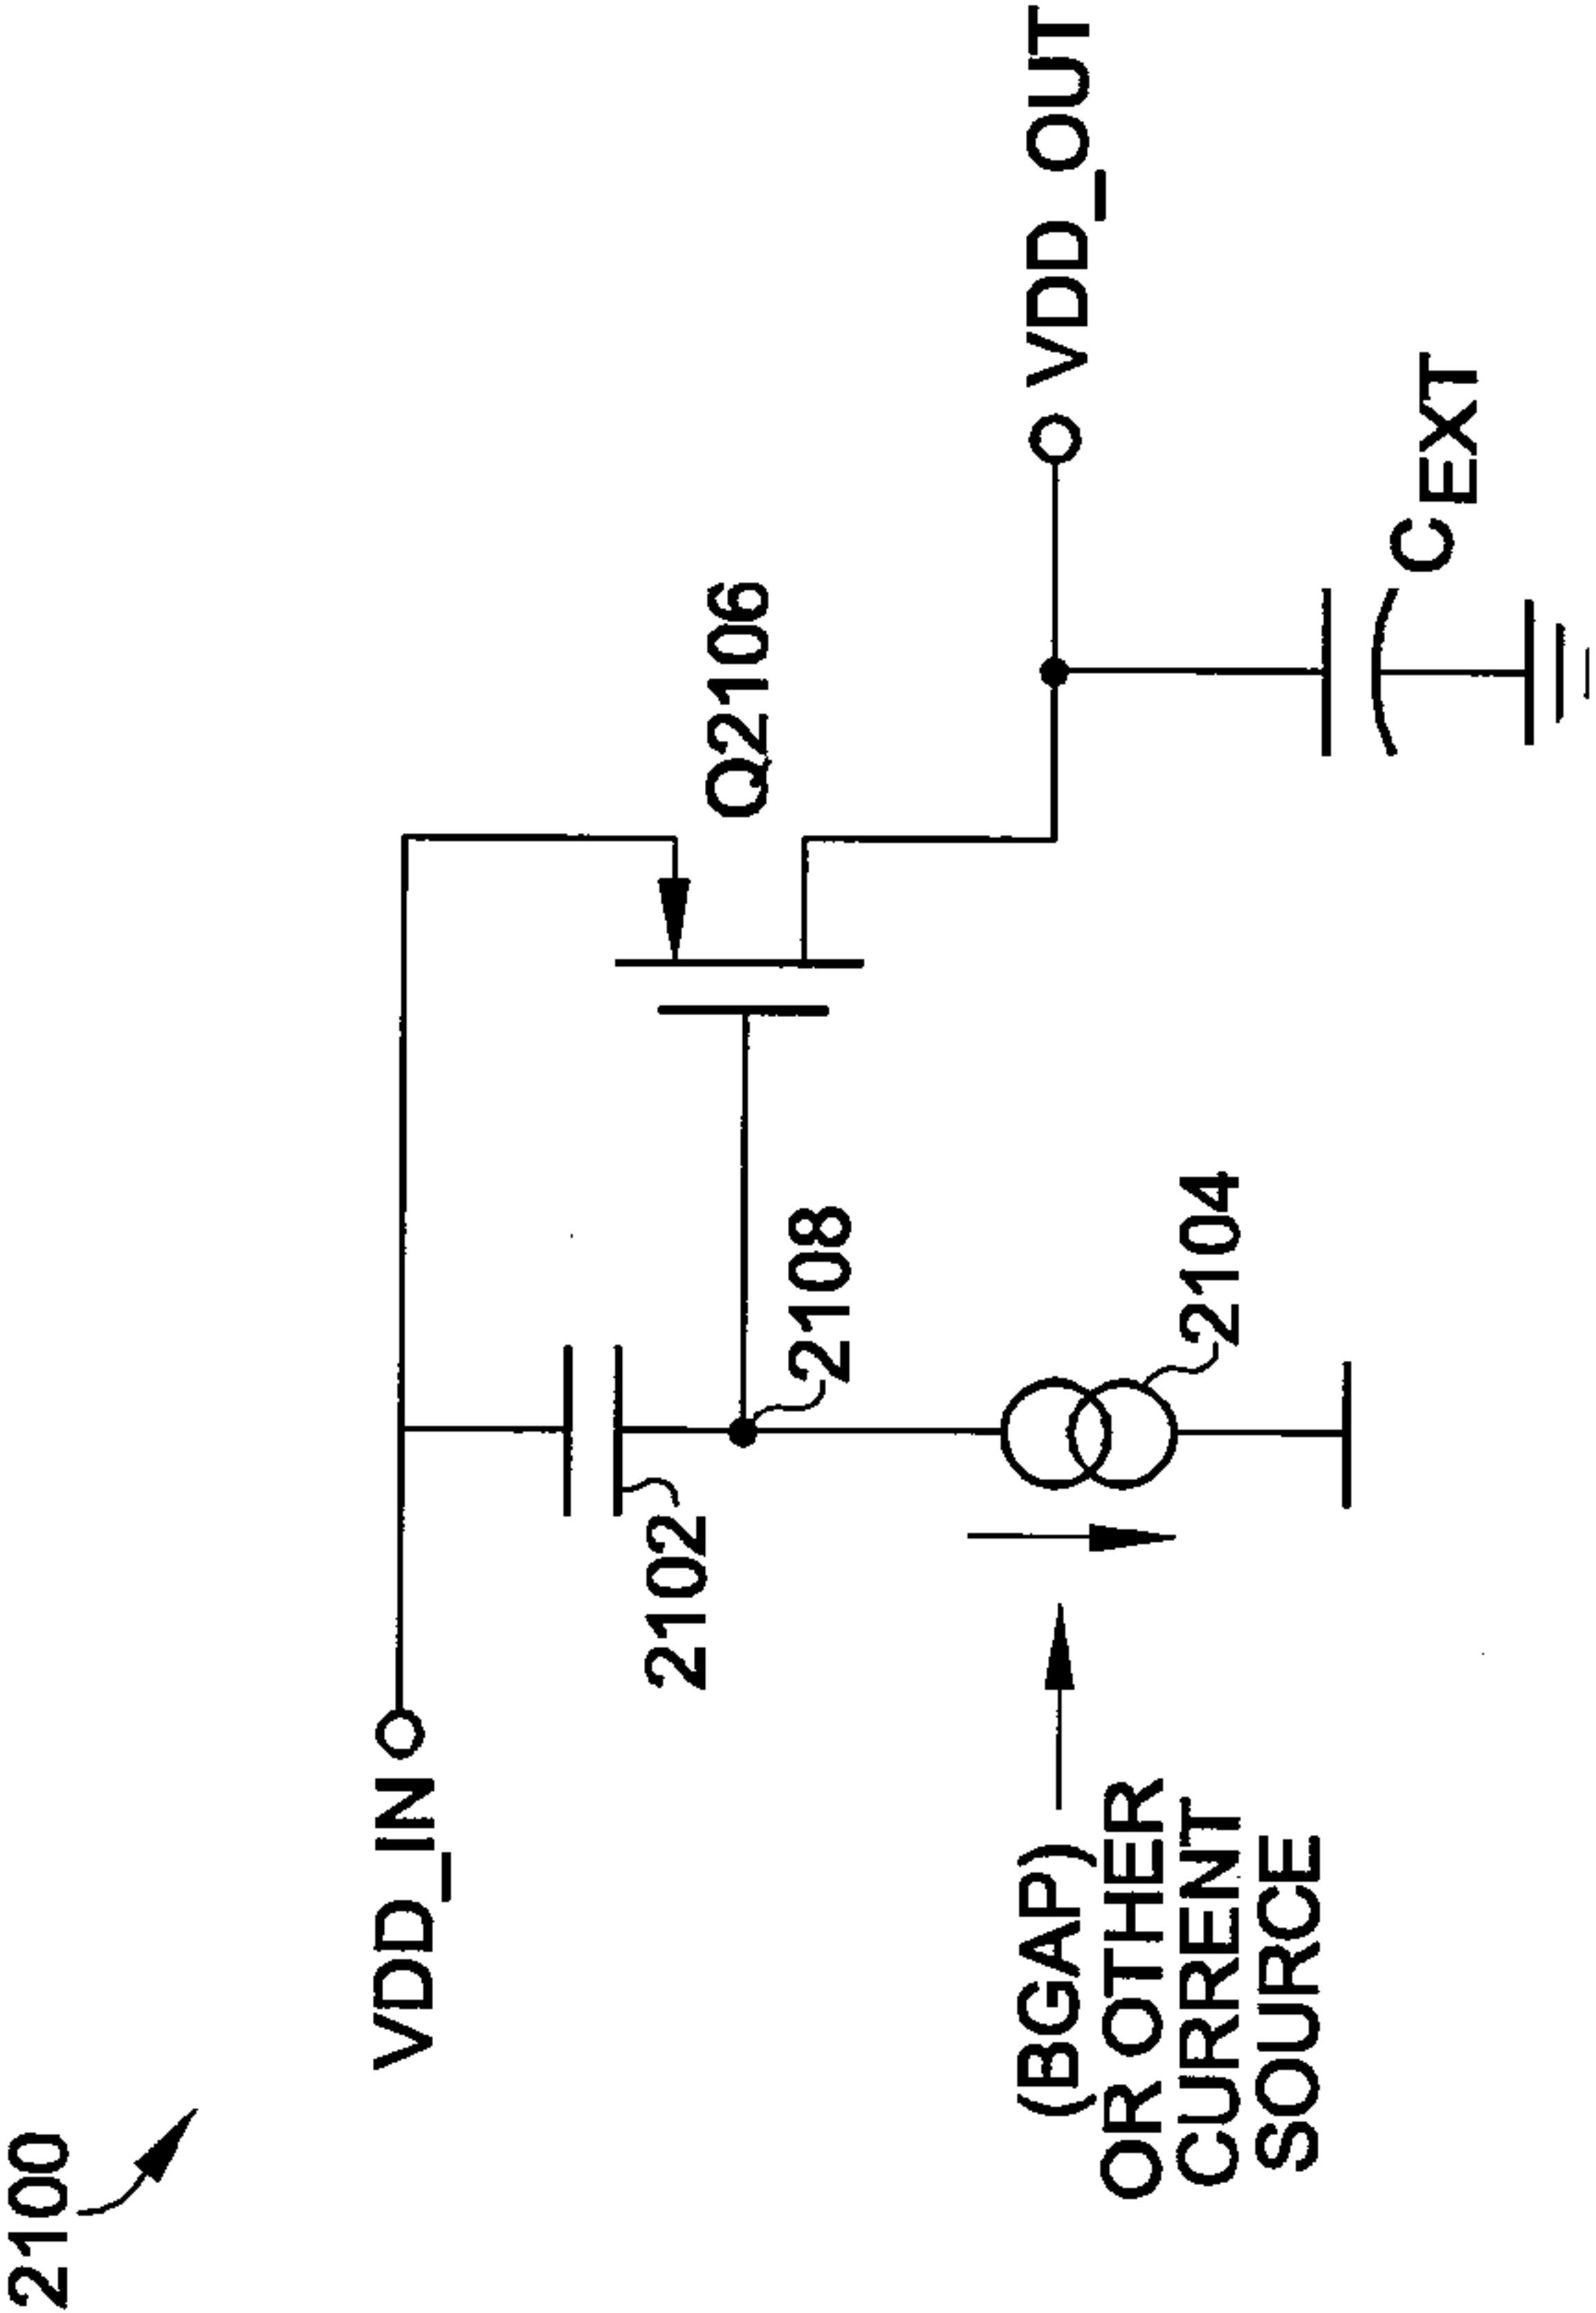 2100
VDD_IN
Q2106
2102
2108
VDD_OUT
(BGAP)
OR OTHER
CURRENT
SOURCE
2104
CEXT